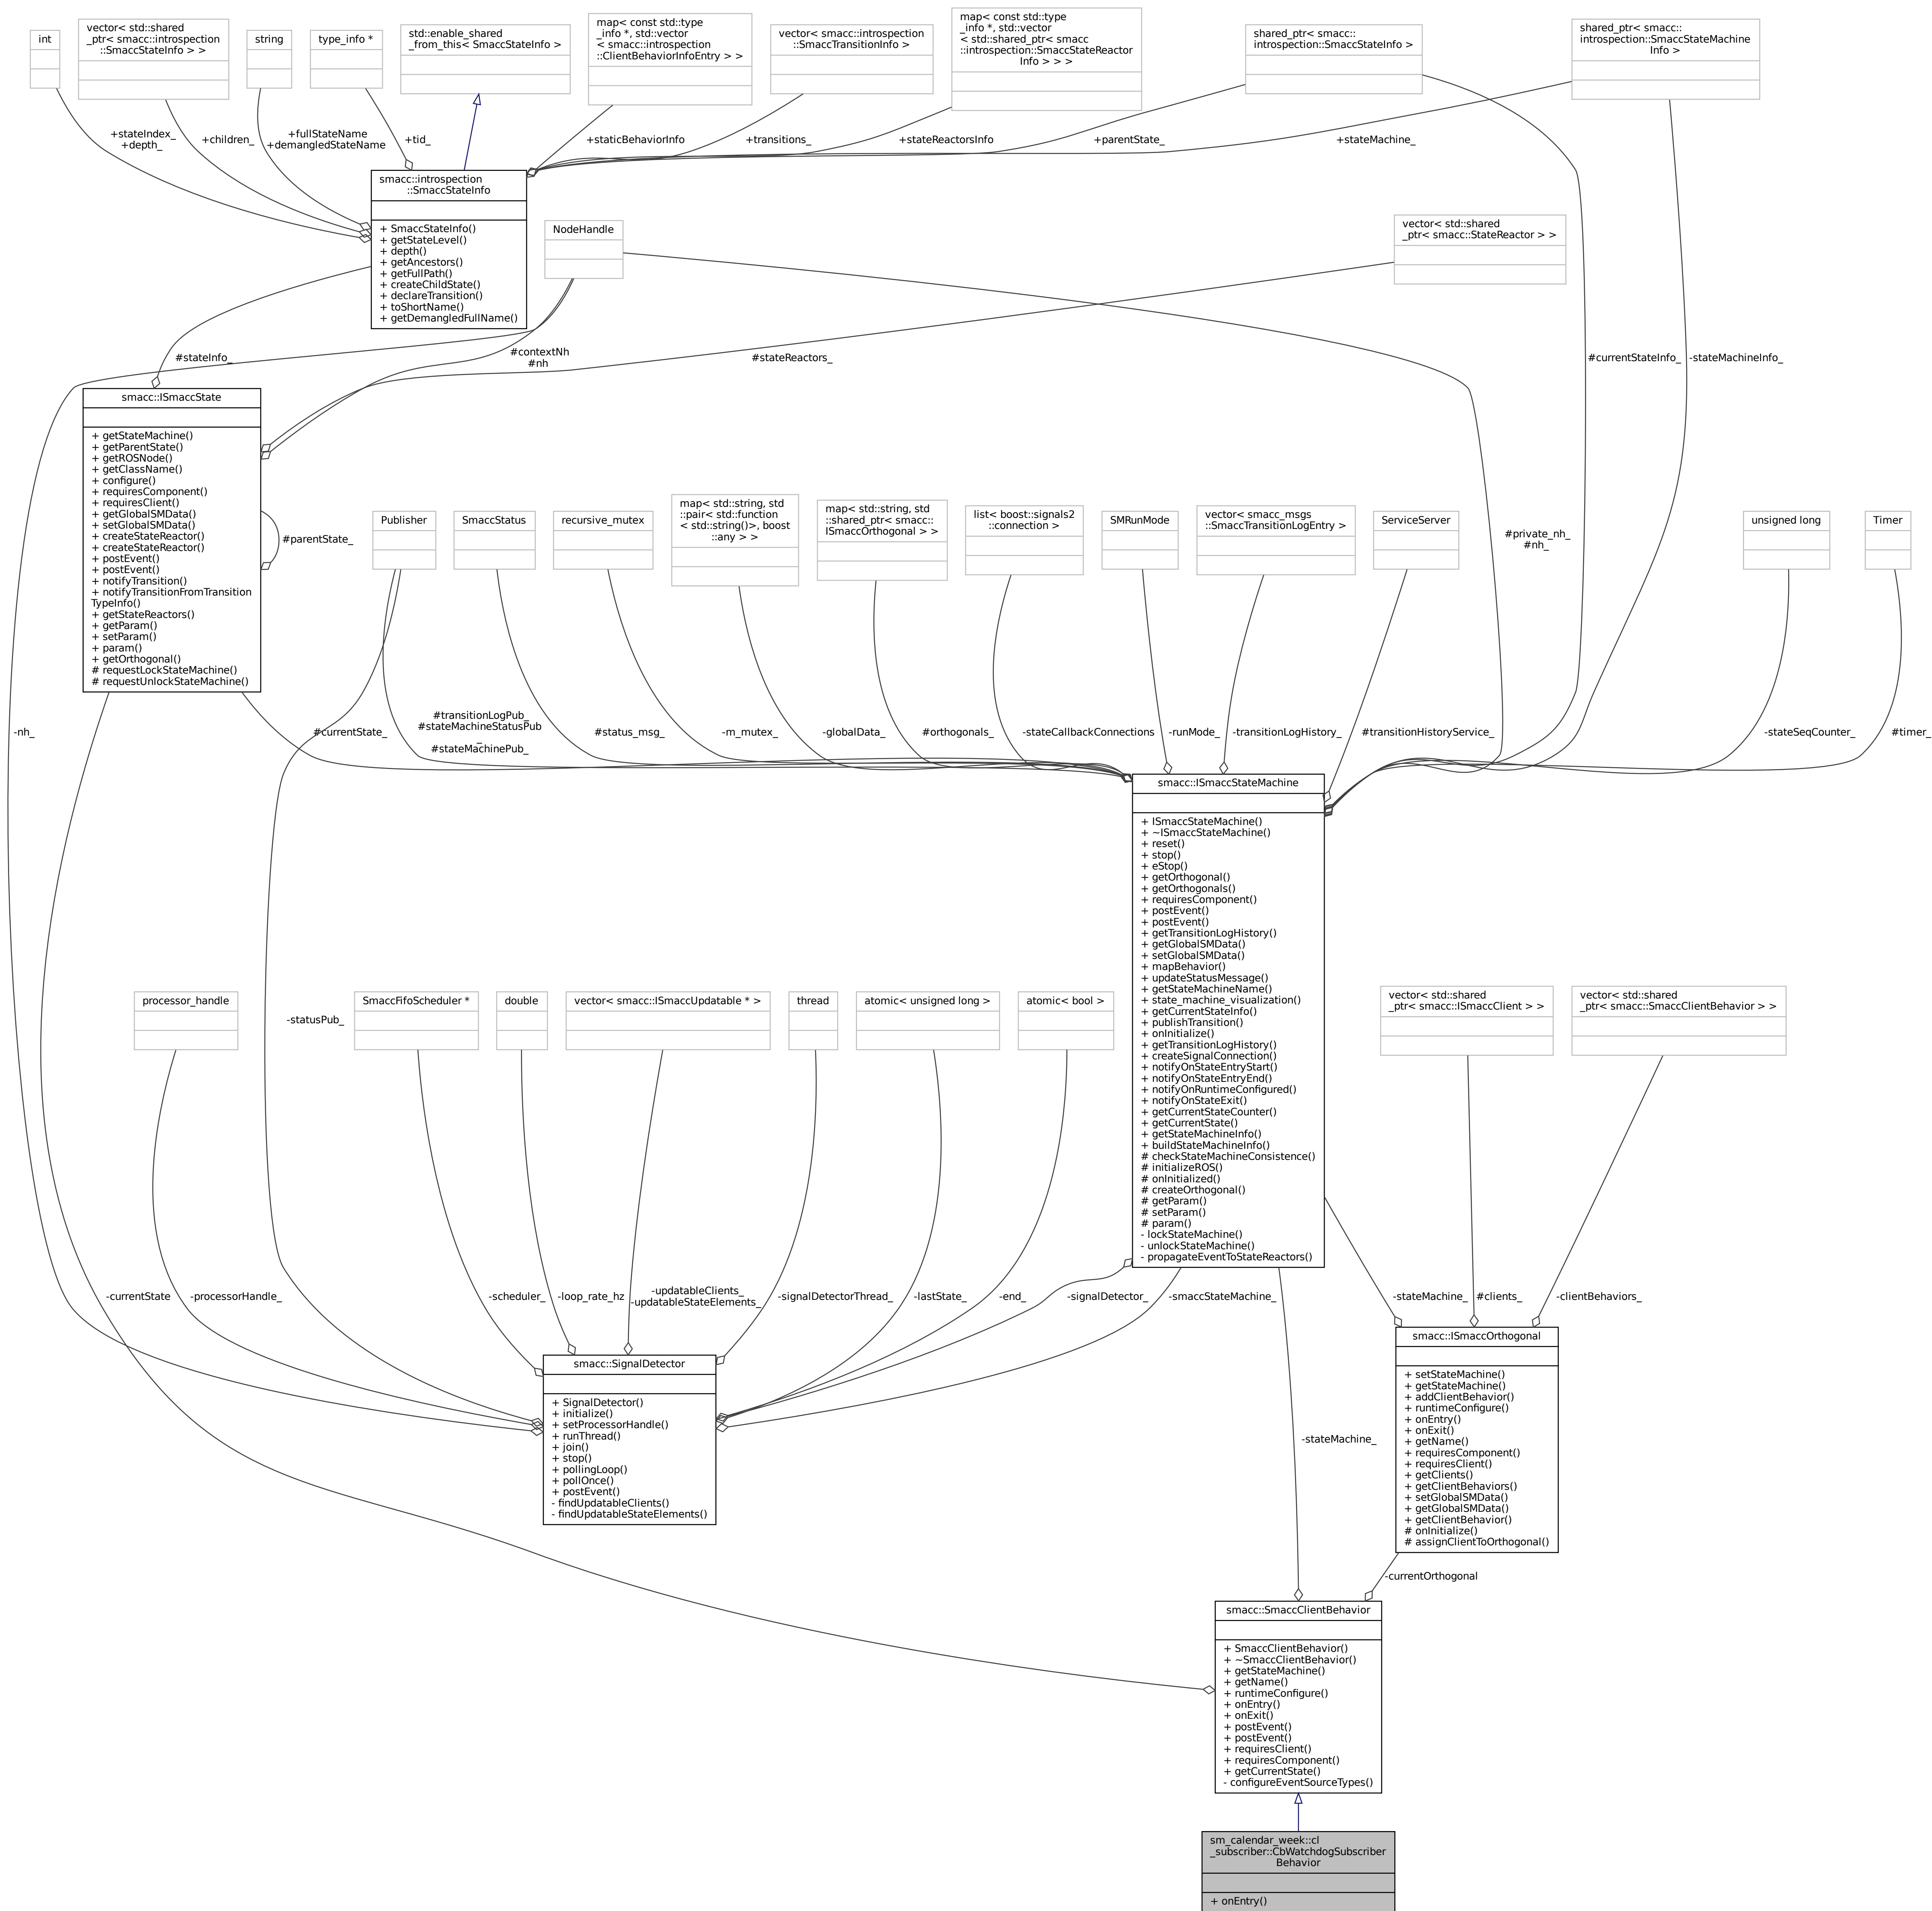 int
vector< std::shared
_ptr< smacc::introspection
::SmaccStateInfo > >
string
type_info *
std::enable_shared
_from_this< SmaccStateInfo >
map< const std::type
_info *, std::vector
< smacc::introspection
::ClientBehaviorInfoEntry > >
vector< smacc::introspection
::SmaccTransitionInfo >
map< const std::type
_info *, std::vector
< std::shared_ptr< smacc
::introspection::SmaccStateReactor
Info > > >
shared_ptr< smacc::
introspection::SmaccStateInfo >
shared_ptr< smacc::
introspection::SmaccStateMachine
Info >
+stateIndex_
+depth_
+children_
+fullStateName
+demangledStateName
+tid_
+staticBehaviorInfo
+transitions_
+stateReactorsInfo
+parentState_
+stateMachine_
smacc::introspection
::SmaccStateInfo
+ SmaccStateInfo()
+ getStateLevel()
+ depth()
+ getAncestors()
+ getFullPath()
+ createChildState()
+ declareTransition()
+ toShortName()
+ getDemangledFullName()
NodeHandle
vector< std::shared
_ptr< smacc::StateReactor > >
#stateInfo_
#contextNh
#nh
#stateReactors_
#currentStateInfo_
-stateMachineInfo_
smacc::ISmaccState
+ getStateMachine()
+ getParentState()
+ getROSNode()
+ getClassName()
+ configure()
+ requiresComponent()
+ requiresClient()
+ getGlobalSMData()
+ setGlobalSMData()
+ createStateReactor()
+ createStateReactor()
+ postEvent()
+ postEvent()
+ notifyTransition()
+ notifyTransitionFromTransition
TypeInfo()
+ getStateReactors()
+ getParam()
+ setParam()
+ param()
+ getOrthogonal()
# requestLockStateMachine()
# requestUnlockStateMachine()
#parentState_
Publisher
SmaccStatus
recursive_mutex
map< std::string, std
::pair< std::function
< std::string()>, boost
::any > >
map< std::string, std
::shared_ptr< smacc::
ISmaccOrthogonal > >
list< boost::signals2
::connection >
SMRunMode
vector< smacc_msgs
::SmaccTransitionLogEntry >
ServiceServer
#private_nh_
#nh_
unsigned long
Timer
-nh_
#currentState_
#transitionLogPub_
#stateMachineStatusPub
_
#stateMachinePub_
#status_msg_
-m_mutex_
-globalData_
#orthogonals_
-stateCallbackConnections
-runMode_
-transitionLogHistory_
#transitionHistoryService_
-stateSeqCounter_
#timer_
smacc::ISmaccStateMachine
+ ISmaccStateMachine()
+ ~ISmaccStateMachine()
+ reset()
+ stop()
+ eStop()
+ getOrthogonal()
+ getOrthogonals()
+ requiresComponent()
+ postEvent()
+ postEvent()
+ getTransitionLogHistory()
+ getGlobalSMData()
+ setGlobalSMData()
+ mapBehavior()
+ updateStatusMessage()
+ getStateMachineName()
+ state_machine_visualization()
+ getCurrentStateInfo()
+ publishTransition()
+ onInitialize()
+ getTransitionLogHistory()
+ createSignalConnection()
+ notifyOnStateEntryStart()
+ notifyOnStateEntryEnd()
+ notifyOnRuntimeConfigured()
+ notifyOnStateExit()
+ getCurrentStateCounter()
+ getCurrentState()
+ getStateMachineInfo()
+ buildStateMachineInfo()
# checkStateMachineConsistence()
# initializeROS()
# onInitialized()
# createOrthogonal()
# getParam()
# setParam()
# param()
- lockStateMachine()
- unlockStateMachine()
- propagateEventToStateReactors()
processor_handle
-statusPub_
SmaccFifoScheduler *
double
vector< smacc::ISmaccUpdatable * >
thread
atomic< unsigned long >
atomic< bool >
vector< std::shared
_ptr< smacc::ISmaccClient > >
vector< std::shared
_ptr< smacc::SmaccClientBehavior > >
-currentState
-processorHandle_
-scheduler_
-loop_rate_hz
-updatableClients_
-updatableStateElements_
-signalDetectorThread_
-lastState_
-end_
-signalDetector_
-smaccStateMachine_
-stateMachine_
#clients_
-clientBehaviors_
smacc::SignalDetector
+ SignalDetector()
+ initialize()
+ setProcessorHandle()
+ runThread()
+ join()
+ stop()
+ pollingLoop()
+ pollOnce()
+ postEvent()
- findUpdatableClients()
- findUpdatableStateElements()
-stateMachine_
smacc::ISmaccOrthogonal
+ setStateMachine()
+ getStateMachine()
+ addClientBehavior()
+ runtimeConfigure()
+ onEntry()
+ onExit()
+ getName()
+ requiresComponent()
+ requiresClient()
+ getClients()
+ getClientBehaviors()
+ setGlobalSMData()
+ getGlobalSMData()
+ getClientBehavior()
# onInitialize()
# assignClientToOrthogonal()
-currentOrthogonal
smacc::SmaccClientBehavior
+ SmaccClientBehavior()
+ ~SmaccClientBehavior()
+ getStateMachine()
+ getName()
+ runtimeConfigure()
+ onEntry()
+ onExit()
+ postEvent()
+ postEvent()
+ requiresClient()
+ requiresComponent()
+ getCurrentState()
- configureEventSourceTypes()
sm_calendar_week::cl
_subscriber::CbWatchdogSubscriber
Behavior
+ onEntry()